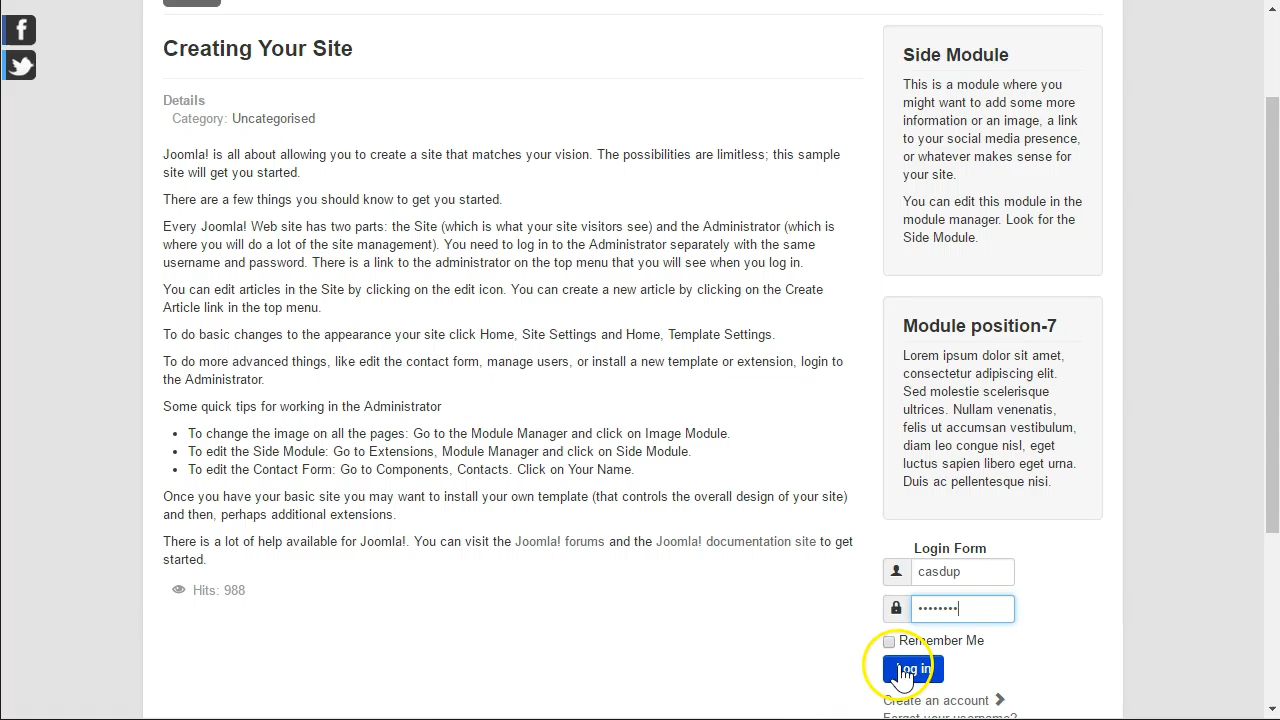 Creating Your Site
Details
Category: Uncategorised
Joomla! is all about allowing you to create a site that matches your vision. The possibilities are limitless; this sample
site will get you started.
There are a few things you should know to get you started.
Every Joomla! Web site has two parts: the Site (which is what your site visitors see) and the Administrator (which is
where you will do a lot of the site management). You need to log in to the Administrator separately with the same
username and password. There is a link to the administrator on the top menu that you will see when you log in.
You can edit articles in the Site by clicking on the edit icon. You can create a new article by clicking on the Create
Article link in the top menu.
To do basic changes to the appearance your site click Home, Site Settings and Home, Template Settings.
To do more advanced things, like edit the contact form, manage users, or install a new template or extension, login to
the Administrator.
Some quick tips for working in the Administrator
• To change the image on all the pages: Go to the Module Manager and click on Image Module.
• To edit the Side Module: Go to Extensions, Module Manager and click on Side Module.
• To edit the Contact Form: Go to Components, Contacts. Click on Your Name.
Once you have your basic site you may want to install your own template (that controls the overall design of your site)
and then, perhaps additional extensions.
There is a lot of help available for Joomla!. You can visit the Joomla! forums and the Joomla! documentation site to get
started.
Hits: 988
Side Module
This is a module where you
might want to add some more
information or an image, a link
to your social media presence,
or whatever makes sense for
your site.
You can edit this module in the
module manager. Look for the
Side Module.
Module position-7
Lorem ipsum dolor sit amet,
consectetur adipiscing elit.
Sed molestie scelerisque
ultrices. Nullam venenatis,
felis ut accumsan vestibulum,
diam leo congue nisl, eget
luctus sapien libero eget urna.
Duis ac pellentesque nisi.
Login Form
casdup
••••••••
Remember Me
Log in
Create an account
Forgot your username?